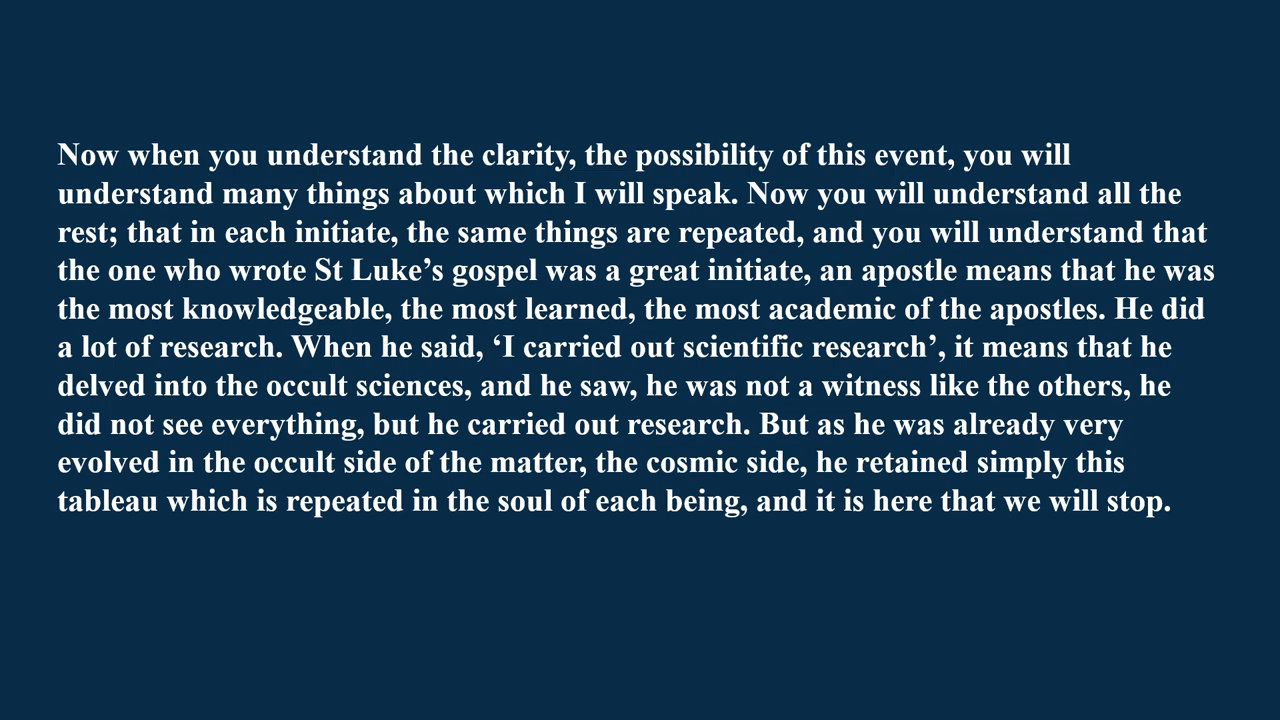 Now when you understand the clarity, the possibility of this event, you will
understand many things about which I will speak. Now you will understand all the
rest; that in each initiate, the same things are repeated, and you will understand that
the one who wrote St Luke’s gospel was a great initiate, an apostle means that he was
the most knowledgeable, the most learned, the most academic of the apostles. He did
a lot of research. When he said, ‘I carried out scientific research’, it means that he
delved into the occult sciences, and he saw, he was not a witness like the others, he
did not see everything, but he carried out research. But as he was already very
evolved in the occult side of the matter, the cosmic side, he retained simply this
tableau which is repeated in the soul of each being, and it is here that we will stop.